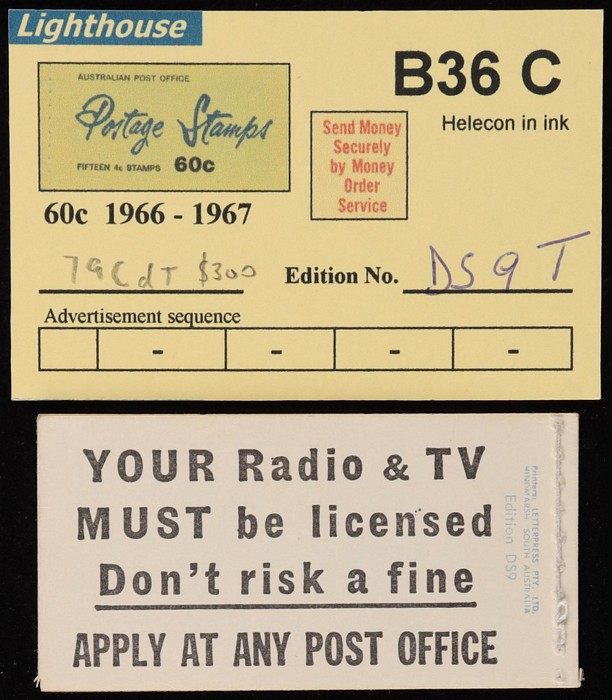 Lighthouse
B36 C
Helecon in ink
AUSTRALIAN POST OFFICE
Postage Stamps
FIFTEEN 4c STAMPS 60c
Send Money
Securely
by Money
Order
Service
60c 1966 - 1967
79CdT $300
Edition No. DS9T
Advertisement sequence
- - - -
YOUR Radio & TV
MUST be licensed
Don't risk a fine
APPLY AT ANY POST OFFICE
Printers: LETTERPRESS PTY. LTD.
HINDMARSH SOUTH AUSTRALIA
Edition DS9